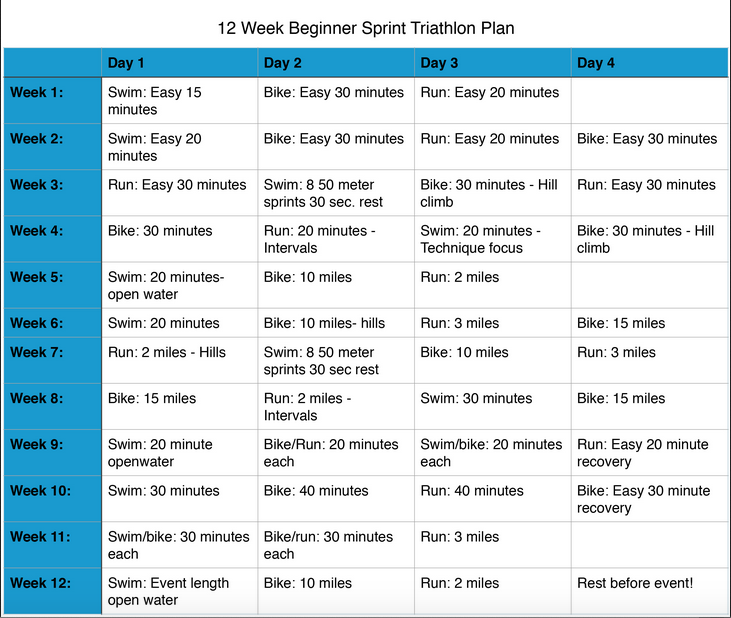 12 Week Beginner Sprint Triathlon Plan
Day 1 Day 2 Day 3 Day 4
Week 1: Swim: Easy 15 Bike: Easy 30 minutes Run: Easy 20 minutes
minutes
Week 2: Swim: Easy 20 Bike: Easy 30 minutes Run: Easy 20 minutes Bike: Easy 30 minutes
minutes
Week 3: Run: Easy 30 minutes Swim: 8 50 meter Bike: 30 minutes - Hill Run: Easy 30 minutes
sprints 30 sec. rest climb
Week 4: Bike: 30 minutes Run: 20 minutes - Swim: 20 minutes - Bike: 30 minutes - Hill
Intervals Technique focus climb
Week 5: Swim: 20 minutes- Bike: 10 miles Run: 2 miles
open water
Week 6: Swim: 20 minutes Bike: 10 miles- hills Run: 3 miles Bike: 15 miles
Week 7: Run: 2 miles - Hills Swim: 8 50 meter Bike: 10 miles Run: 3 miles
sprints 30 sec rest
Week 8: Bike: 15 miles Run: 2 miles - Swim: 30 minutes Bike: 15 miles
Intervals
Week 9: Swim: 20 minute Bike/Run: 20 minutes Swim/bike: 20 minutes Run: Easy 20 minute
openwater each each recovery
Week 10: Swim: 30 minutes Bike: 40 minutes Run: 40 minutes Bike: Easy 30 minute
recovery
Week 11: Swim/bike: 30 minutes Bike/run: 30 minutes Run: 3 miles
each each
Week 12: Swim: Event length Bike: 10 miles Run: 2 miles Rest before event!
open water